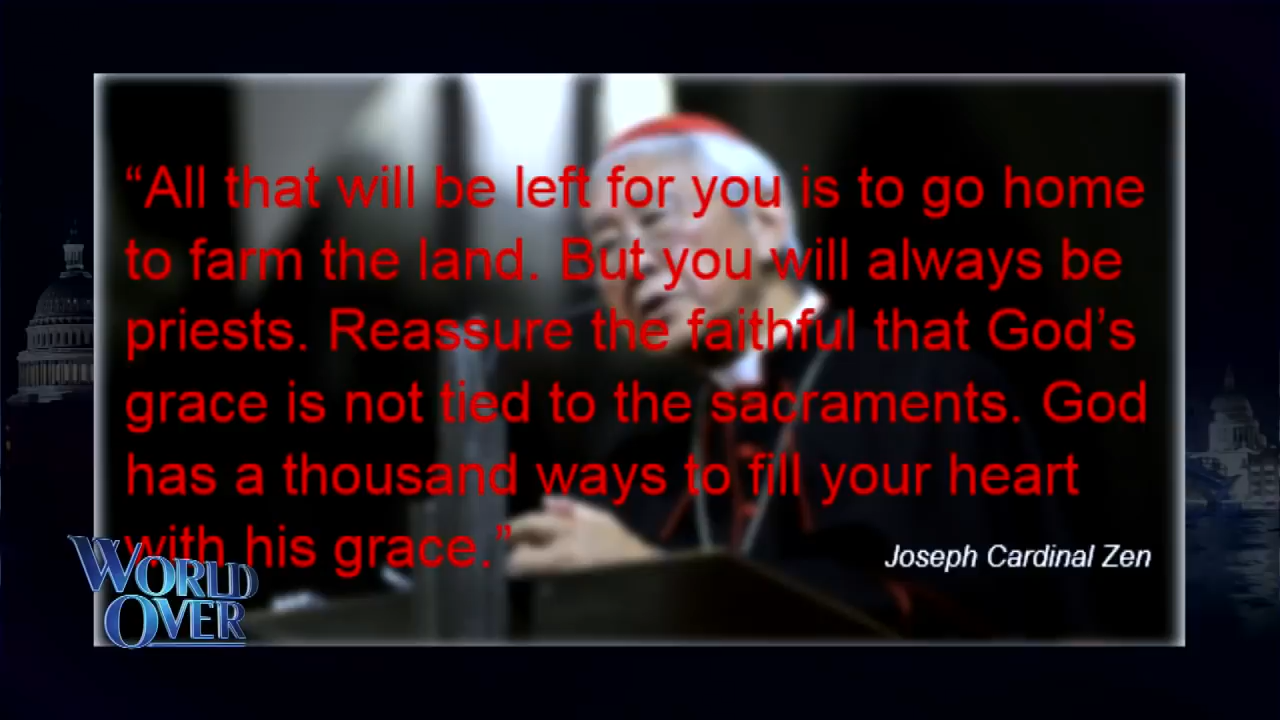 “All that will be left for you is to go home
to farm the land. But you will always be
priests. Reassure the faithful that God’s
grace is not tied to the sacraments. God
has a thousand ways to fill your heart
with his grace.”
Joseph Cardinal Zen
WORLD
OVER